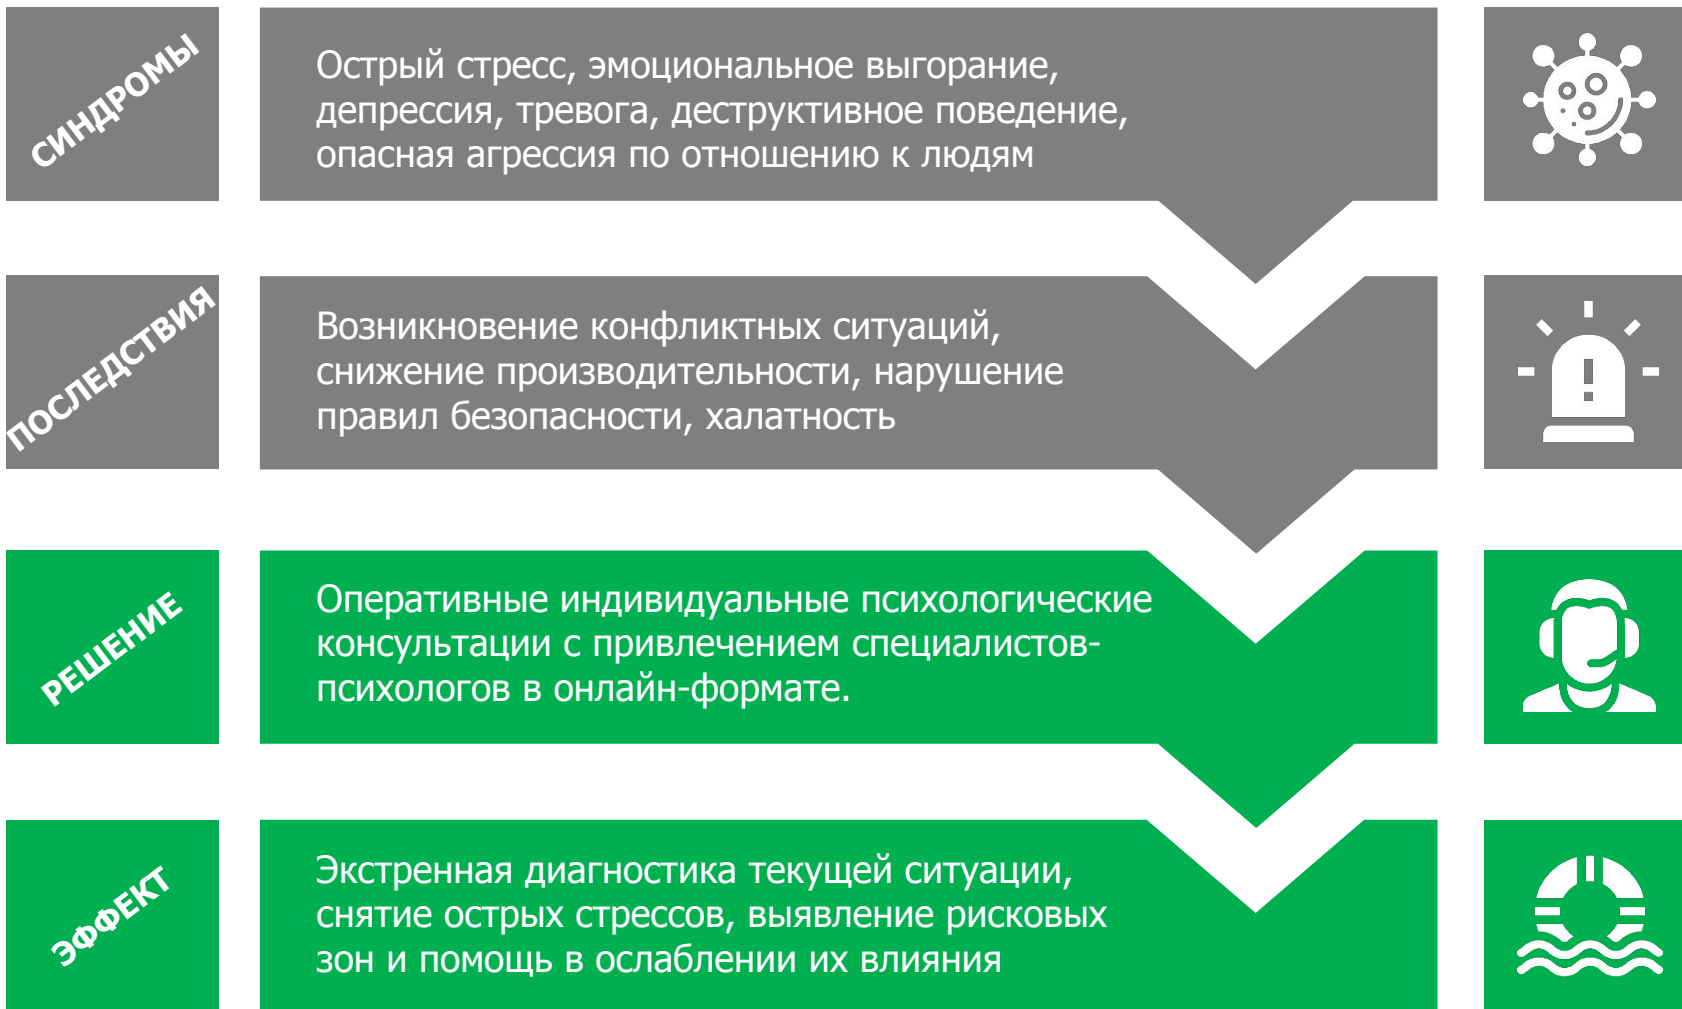 СИНДРОМЫ
Острый стресс, эмоциональное выгорание,
депрессия, тревога, деструктивное поведение,
опасная агрессия по отношению к людям
ПОСЛЕДСТВИЯ
Возникновение конфликтных ситуаций,
снижение производительности, нарушение
правил безопасности, халатность
РЕШЕНИЕ
Оперативные индивидуальные психологические
консультации с привлечением специалистов-
психологов в онлайн-формате.
ЭФФЕКТ
Экстренная диагностика текущей ситуации,
снятие острых стрессов, выявление рисковых
зон и помощь в ослаблении их влияния